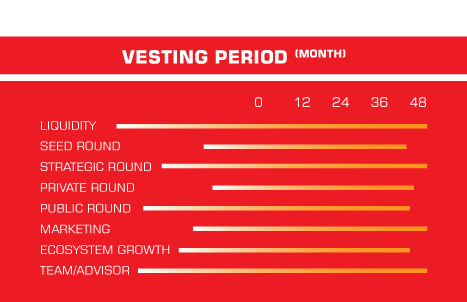 VESTING PERIOD (MONTH)
0 12 24 36 48
LIQUIDITY
SEED ROUND
STRATEGIC ROUND
PRIVATE ROUND
PUBLIC ROUND
MARKETING
ECOSYSTEM GROWTH
TEAM/ADVISOR